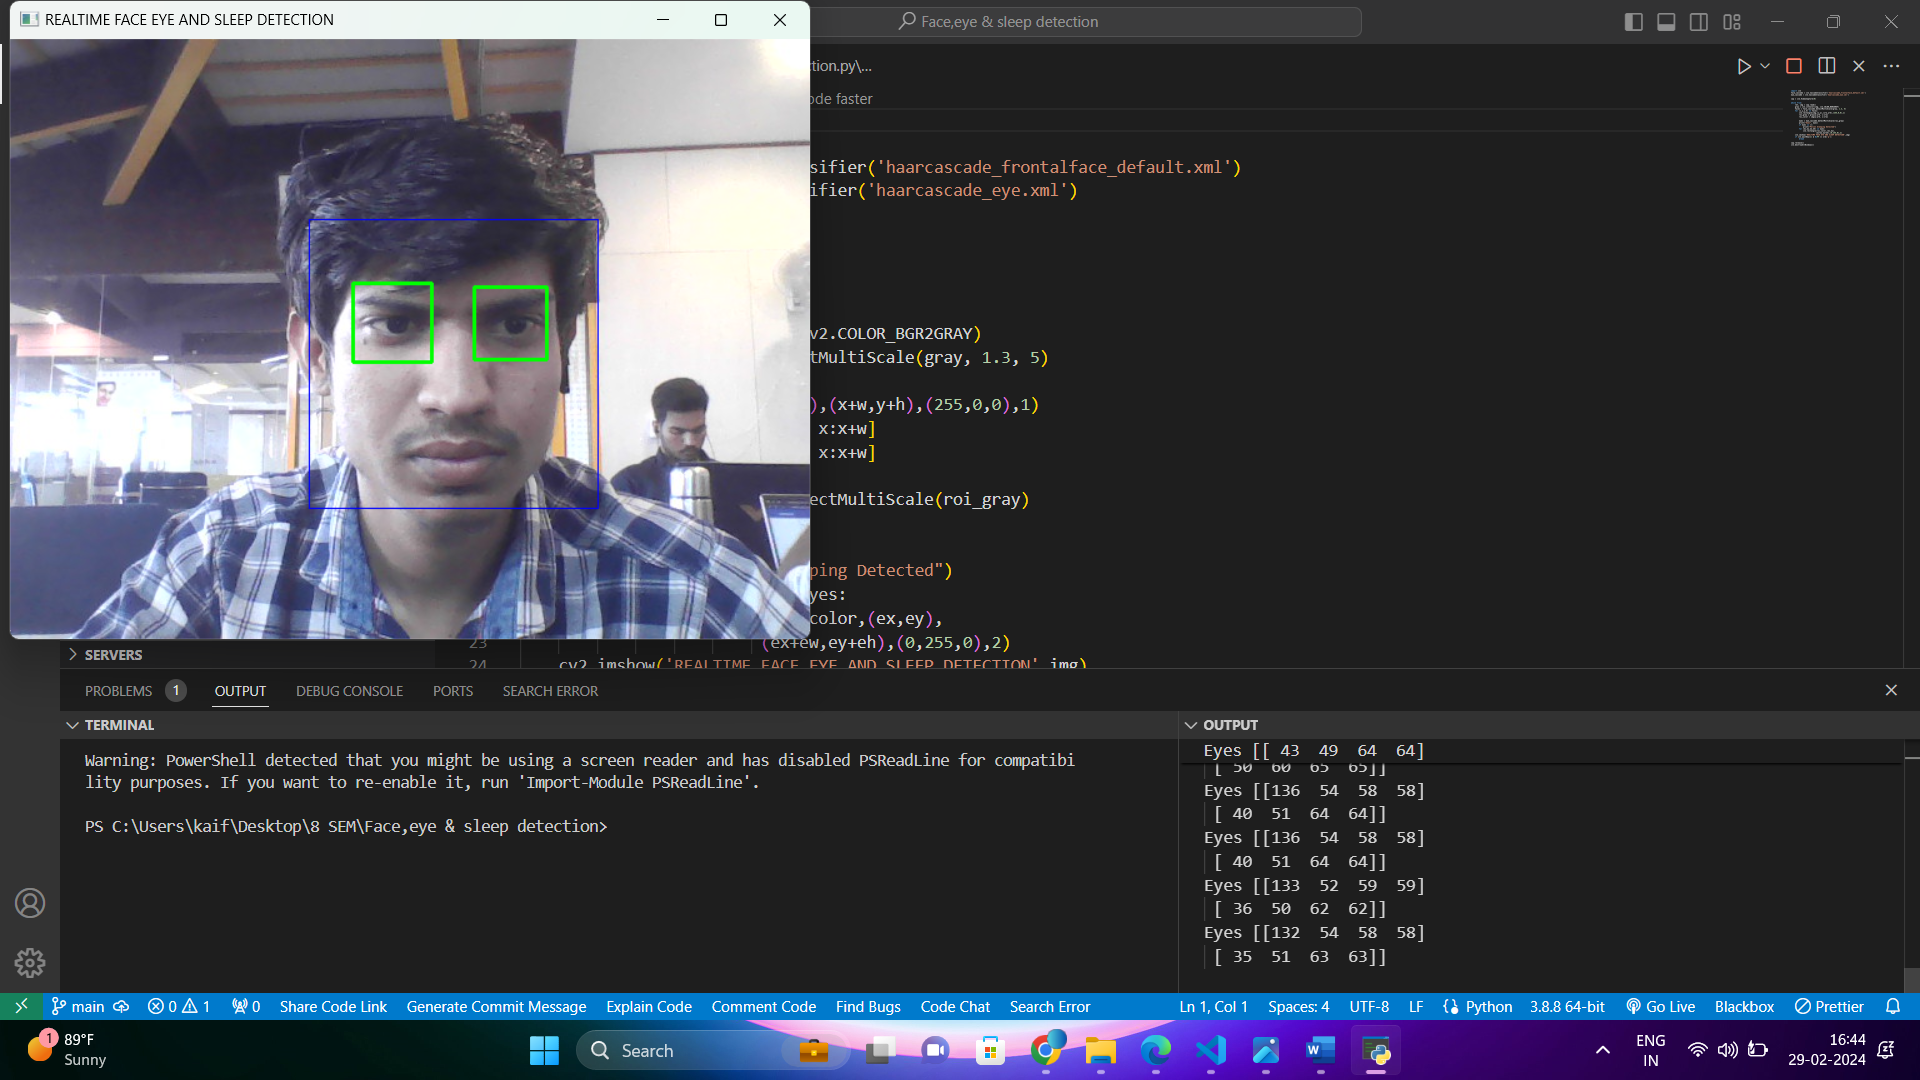 REALTIME FACE EYE AND SLEEP DETECTION
Face,eye & sleep detection
tion.py\...
ode faster
sifier('haarcascade_frontalface_default.xml')
ifier('haarcascade_eye.xml')
v2.COLOR_BGR2GRAY)
tMultiScale(gray, 1.3, 5)
),(x+w,y+h),(255,0,0),1)
x:x+w]
x:x+w]
ectMultiScale(roi_gray)
ping Detected")
yes:
color,(ex,ey),
23 (ex+ew,ey+eh),(0,255,0),2)
24 cv2.imshow('REALTIME FACE EYE AND SLEEP DETECTION',img)
SERVERS
PROBLEMS 1 OUTPUT DEBUG CONSOLE PORTS SEARCH ERROR
TERMINAL
Warning: PowerShell detected that you might be using a screen reader and has disabled PSReadLine for compatibi
lity purposes. If you want to re-enable it, run 'Import-Module PSReadLine'.
PS C:\Users\kaif\Desktop\8 SEM\Face,eye & sleep detection>
OUTPUT
Eyes [[ 43 49 64 64]
[ 50 60 65 65]]
Eyes [[136 54 58 58]
[ 40 51 64 64]]
Eyes [[136 54 58 58]
[ 40 51 64 64]]
Eyes [[133 52 59 59]
[ 36 50 62 62]]
Eyes [[132 54 58 58]
[ 35 51 63 63]]
main 0 1 0 Share Code Link Generate Commit Message Explain Code Comment Code Find Bugs Code Chat Search Error Ln 1, Col 1 Spaces: 4 UTF-8 LF Python 3.8.8 64-bit Go Live Blackbox Prettier
1 89°F
Sunny
Search
W
ENG
IN
16:44
29-02-2024